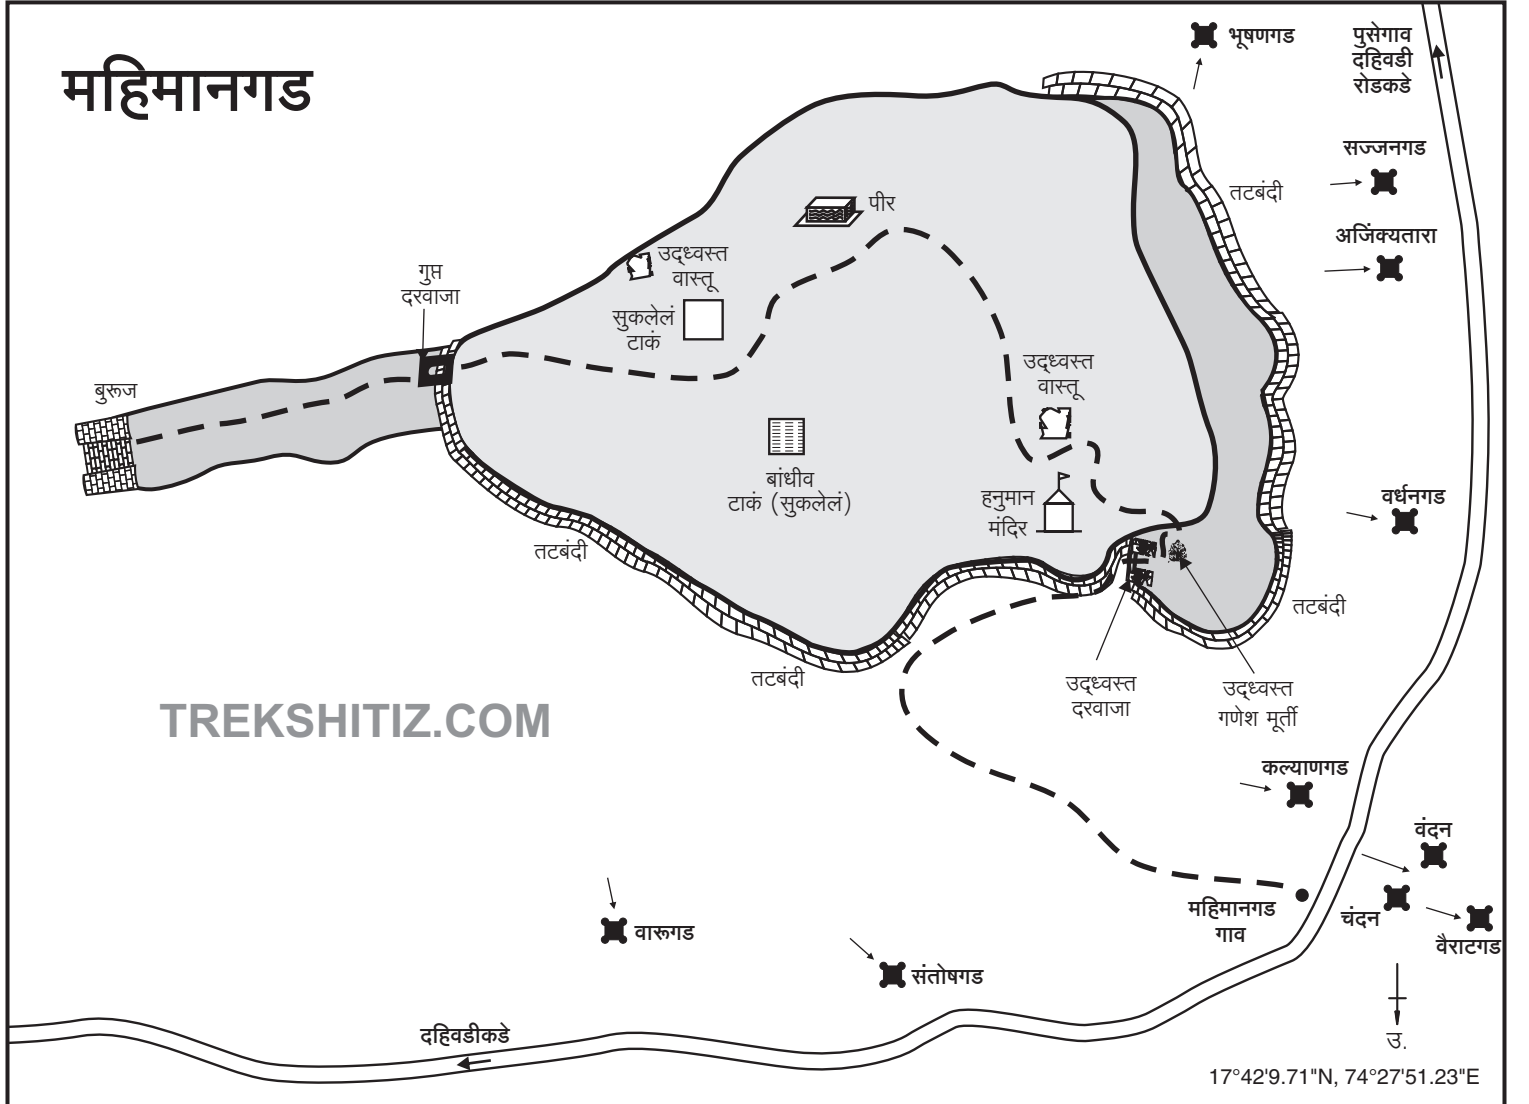 महिमानगड
भूषणगड
पुसेगाव
दहिवडी
रोडकडे
सज्जनगड
तटबंदी
अजिंक्यतारा
पीर
उद्ध्वस्त
वास्तू
गुप्त
दरवाजा
सुकलेलं
टाकं
उद्ध्वस्त
वास्तू
बुरूज
बांधीव
टाकं (सुकलेलं)
हनुमान
मंदिर
वर्धनगड
तटबंदी
तटबंदी
तटबंदी
उद्ध्वस्त
दरवाजा
उद्ध्वस्त
गणेश मूर्ती
TREKSHITIZ.COM
कल्याणगड
वंदन
महिमानगड
गाव
चंदन
वैराटगड
वारूगड
संतोषगड
दहिवडीकडे
उ.
17°42'9.71"N, 74°27'51.23"E